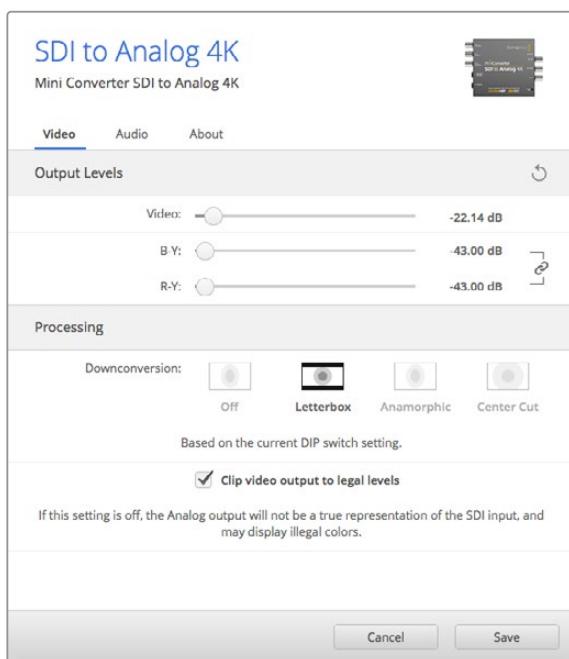 SDI to Analog 4K
Mini Converter SDI to Analog 4K
Video Audio About
Output Levels
Video: -22.14 dB
B-Y: -43.00 dB
R-Y: -43.00 dB
Processing
Downconversion:
Off Letterbox Anamorphic Center Cut
Based on the current DIP switch setting.
Clip video output to legal levels
If this setting is off, the Analog output will not be a true representation of the SDI input, and
may display illegal colors.
Cancel Save